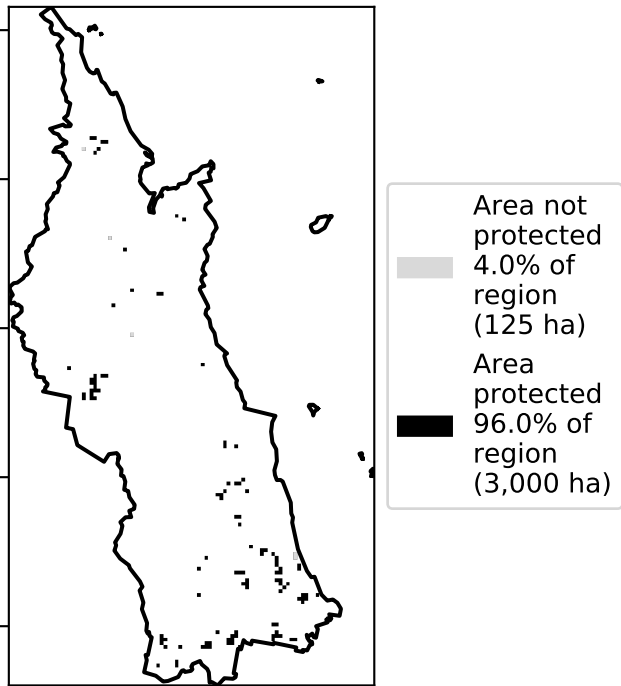 Area not
protected
4.0% of
region
(125 ha)
Area
protected
96.0% of
region
(3,000 ha)